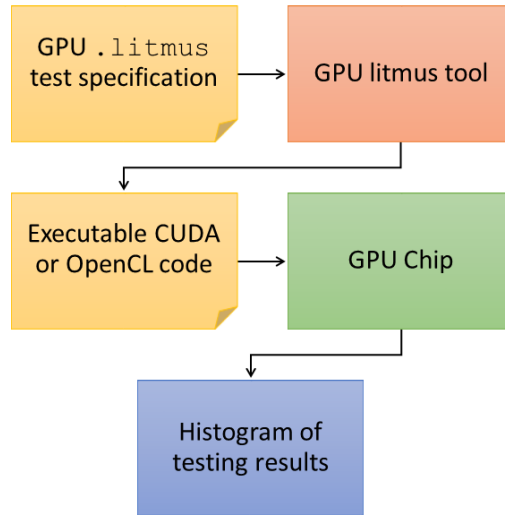 GPU .litmus
test specification
GPU litmus tool
Executable CUDA
or OpenCL code
GPU Chip
Histogram of
testing results